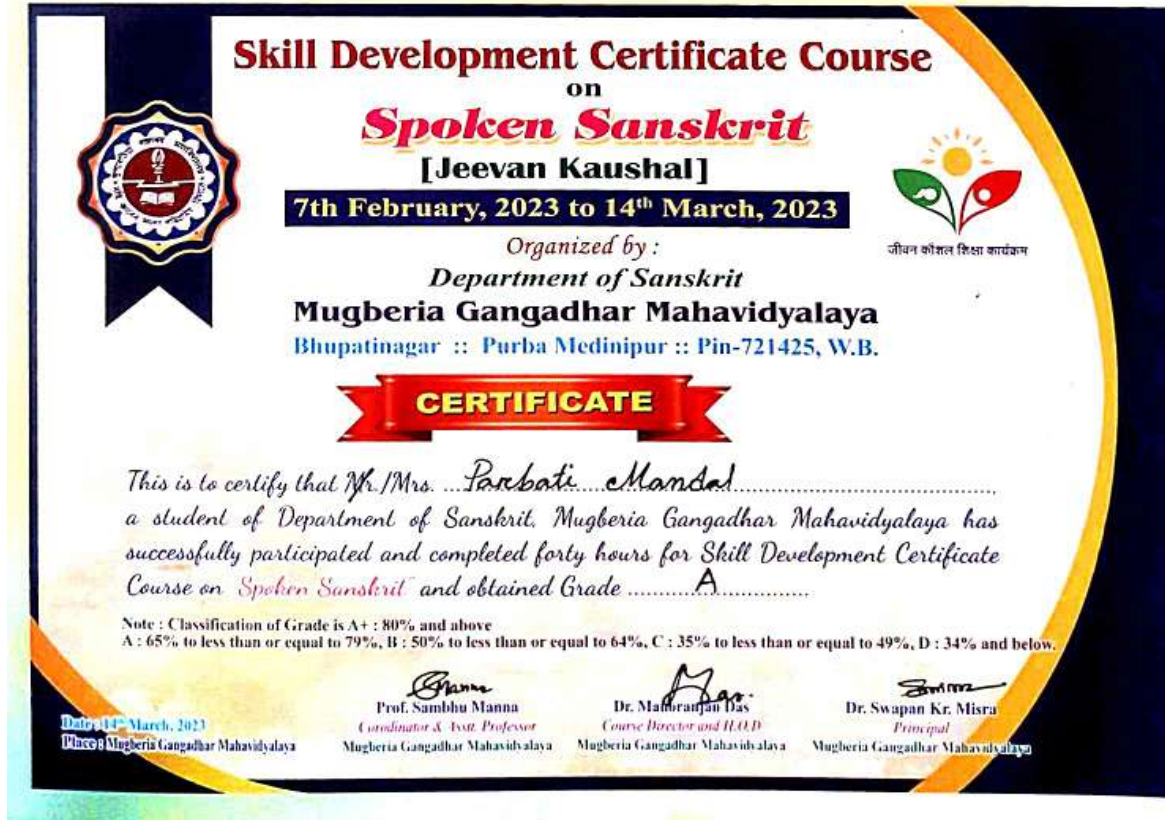 Skill Development Certificate Course
on
Spoken Sanskrit
[Jeevan Kaushal]
7th February, 2023 to 14th March, 2023
जीवन कौशल शिक्षा कार्यक्रम
Organized by :
Department of Sanskrit
Mugberia Gangadhar Mahavidyalaya
Bhupatinagar :: Purba Medinipur :: Pin-721425, W.B.
CERTIFICATE
This is to certify that Mr./Mrs. Parbati Mandal
a student of Department of Sanskrit, Mugberia Gangadhar Mahavidyalaya has
successfully participated and completed forty hours for Skill Development Certificate
Course on Spoken Sanskrit and obtained Grade A
Note : Classification of Grade is A+ : 80% and above
A : 65% to less than or equal to 79%, B : 50% to less than or equal to 64%, C : 35% to less than or equal to 49%, D : 34% and below.
Prof. Sambhu Manna
Coordinator & Asst. Professor
Mugberia Gangadhar Mahavidyalaya
Dr. Manoranjan Das
Course Director and H.O.D
Mugberia Gangadhar Mahavidyalaya
Dr. Swapan Kr. Misra
Principal
Mugberia Gangadhar Mahavidyalaya
Date : 14th March, 2023
Place : Mugberia Gangadhar Mahavidyalaya